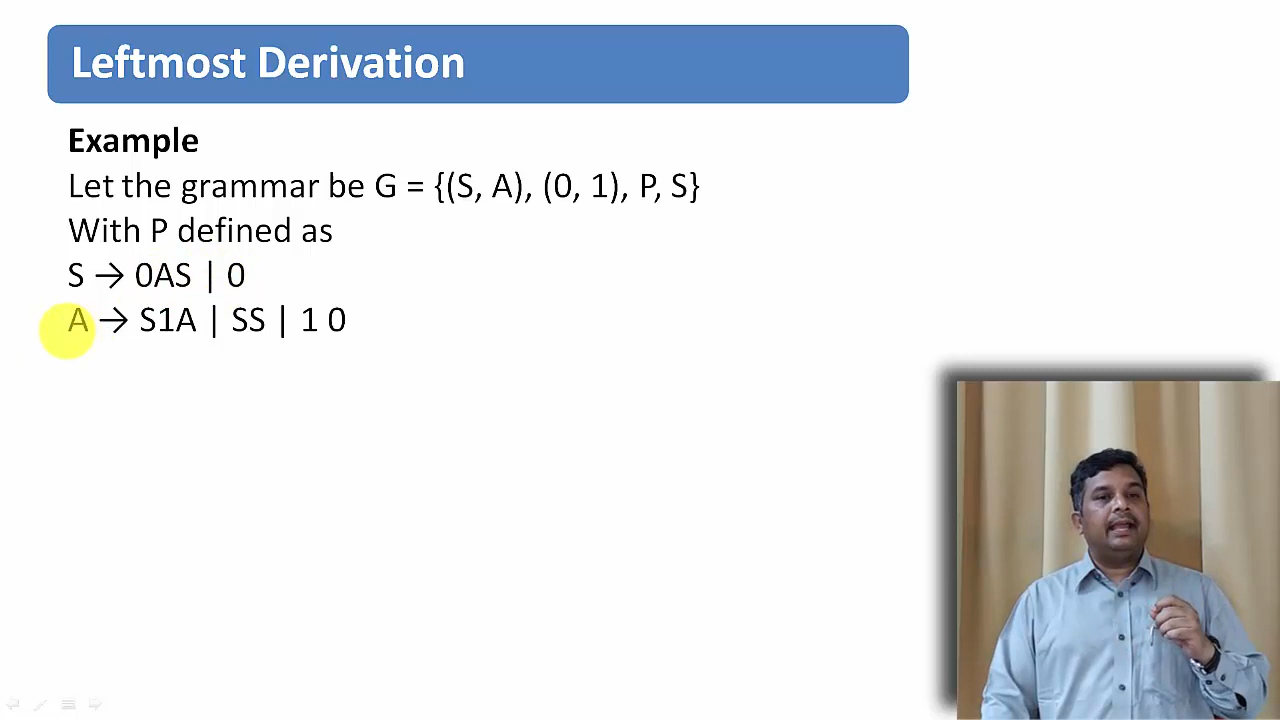 Leftmost Derivation
Example
Let the grammar be G = {(S, A), (0, 1), P, S}
With P defined as
S → 0AS | 0
A → S1A | SS | 1 0